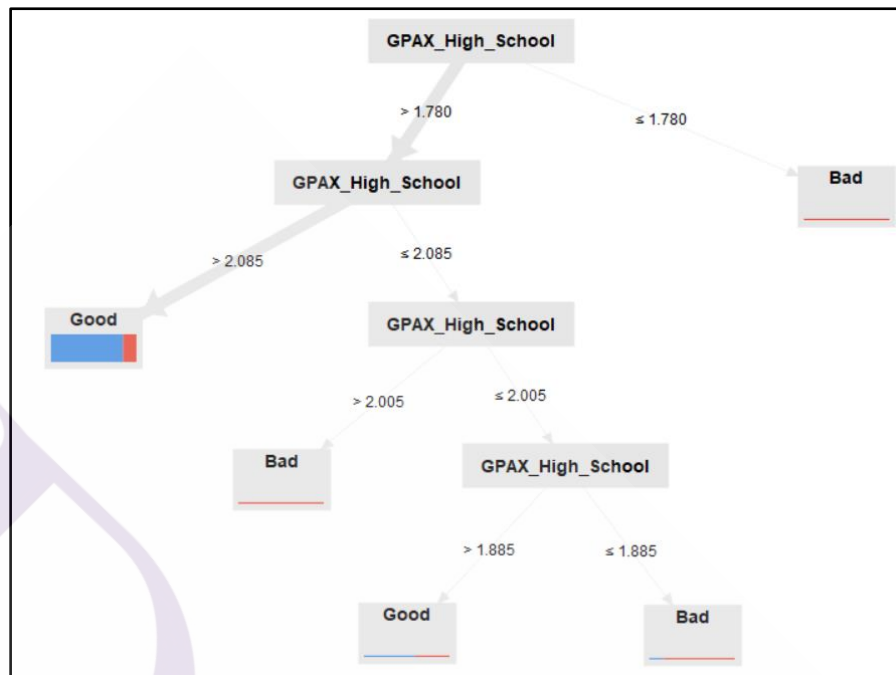 GPAX_High_School
> 1.780
≤ 1.780
GPAX_High_School
Bad
> 2.085
≤ 2.085
Good
GPAX_High_School
> 2.005
≤ 2.005
Bad
GPAX_High_School
> 1.885
≤ 1.885
Good
Bad